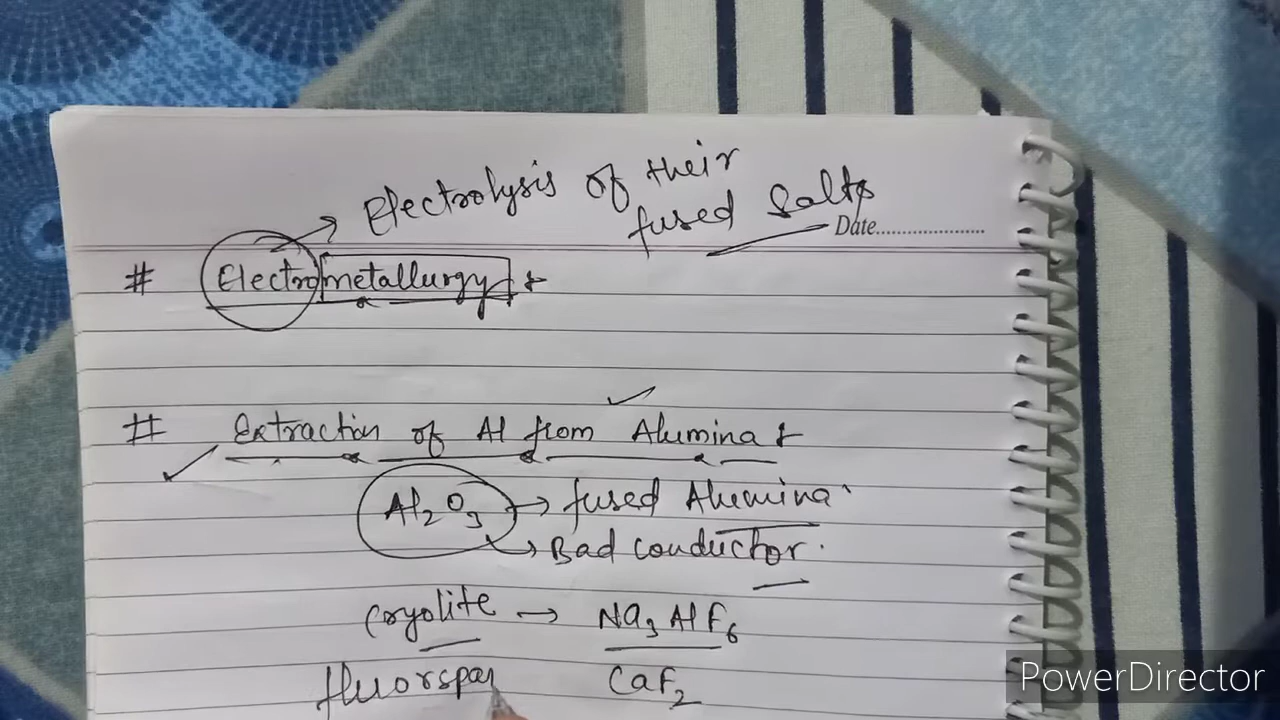 Electrolysis of their
fused Salts
Date
# Electrometallurgy
# Extraction of Al from Alumina
Al₂O₃ → fused Alumina
→ Bad conductor.
Cryolite → Na₃AlF₆
fluorspar CaF₂
PowerDirector